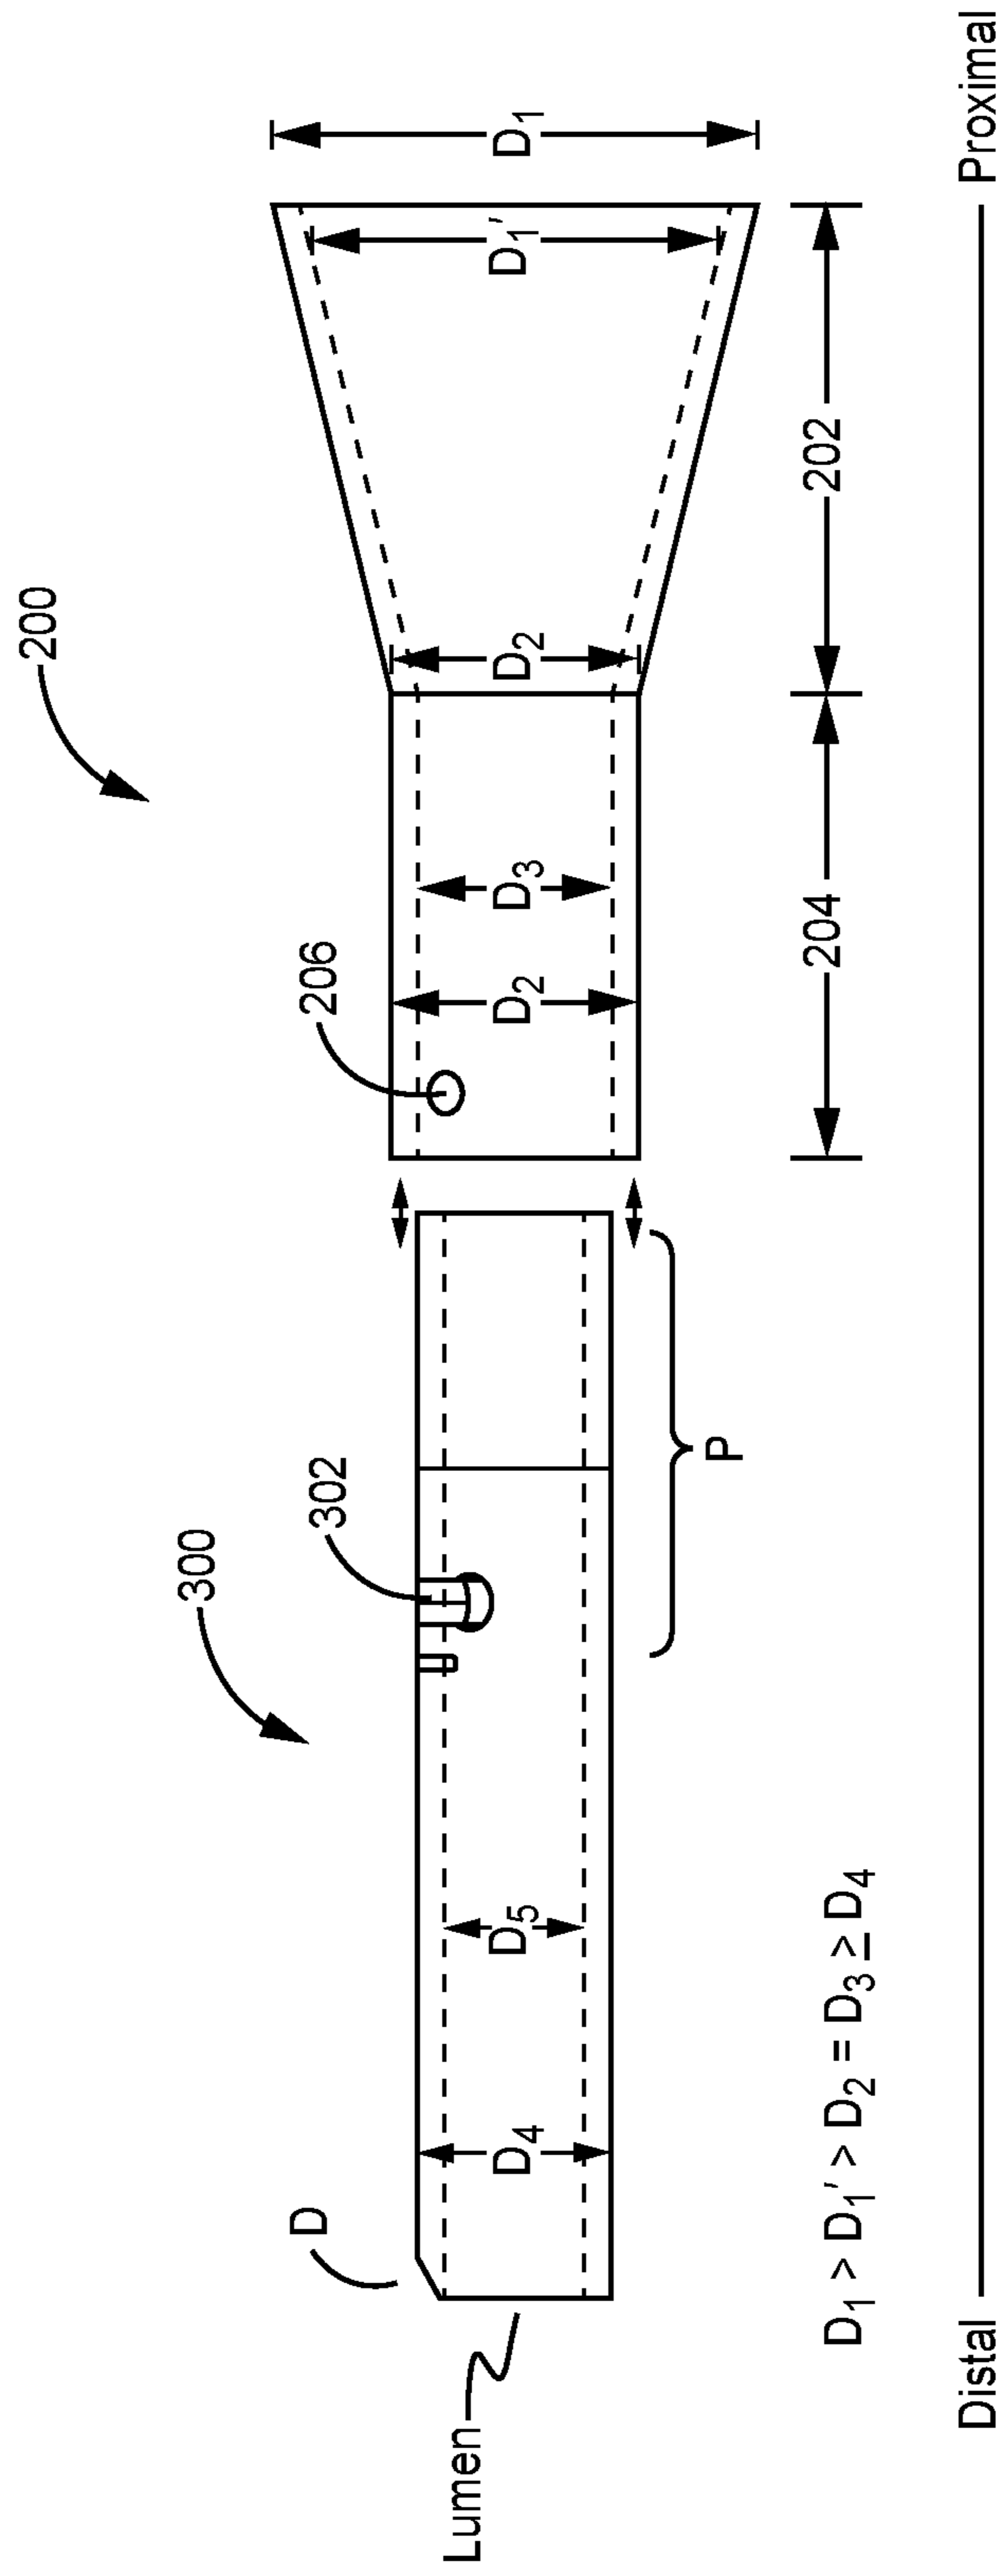 200
300
206
302
D
Lumen
D4
D5
D2
D3
D2
D1'
D1
P
204
202
D1 > D1' > D2 = D3 ≥ D4
Distal
Proximal